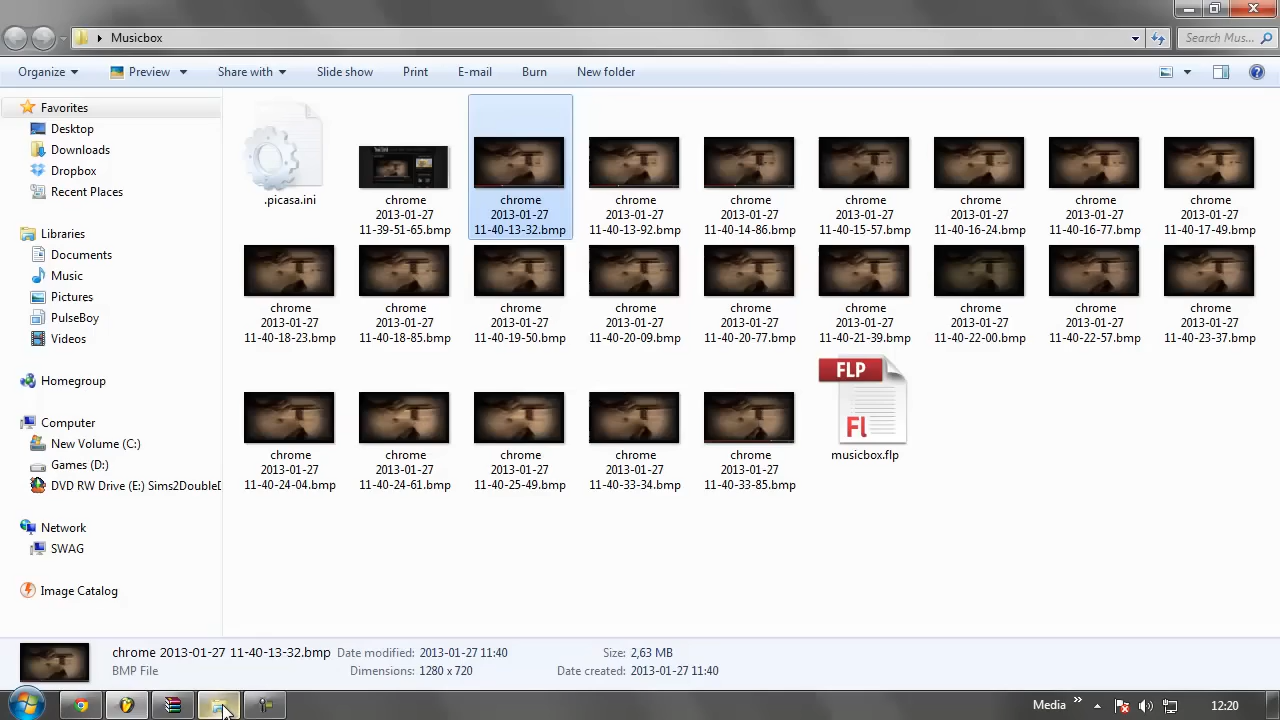 Musicbox
Search Mus...
Organize
Preview
Share with
Slide show
Print
E-mail
Burn
New folder
Favorites
Desktop
Downloads
Dropbox
Recent Places
Libraries
Documents
Music
Pictures
PulseBoy
Videos
Homegroup
Computer
New Volume (C:)
Games (D:)
DVD RW Drive (E:) Sims2DoubleD
Network
SWAG
Image Catalog
.picasa.ini
chrome
2013-01-27
11-39-51-65.bmp
chrome
2013-01-27
11-40-13-32.bmp
chrome
2013-01-27
11-40-13-92.bmp
chrome
2013-01-27
11-40-14-86.bmp
chrome
2013-01-27
11-40-15-57.bmp
chrome
2013-01-27
11-40-16-24.bmp
chrome
2013-01-27
11-40-16-77.bmp
chrome
2013-01-27
11-40-17-49.bmp
chrome
2013-01-27
11-40-18-23.bmp
chrome
2013-01-27
11-40-18-85.bmp
chrome
2013-01-27
11-40-19-50.bmp
chrome
2013-01-27
11-40-20-09.bmp
chrome
2013-01-27
11-40-20-77.bmp
chrome
2013-01-27
11-40-21-39.bmp
chrome
2013-01-27
11-40-22-00.bmp
chrome
2013-01-27
11-40-22-57.bmp
chrome
2013-01-27
11-40-23-37.bmp
chrome
2013-01-27
11-40-24-04.bmp
chrome
2013-01-27
11-40-24-61.bmp
chrome
2013-01-27
11-40-25-49.bmp
chrome
2013-01-27
11-40-33-34.bmp
chrome
2013-01-27
11-40-33-85.bmp
FLP
Fl
musicbox.flp
chrome 2013-01-27 11-40-13-32.bmp
Date modified: 2013-01-27 11:40
Size: 2,63 MB
BMP File
Dimensions: 1280 x 720
Date created: 2013-01-27 11:40
Media
12:20